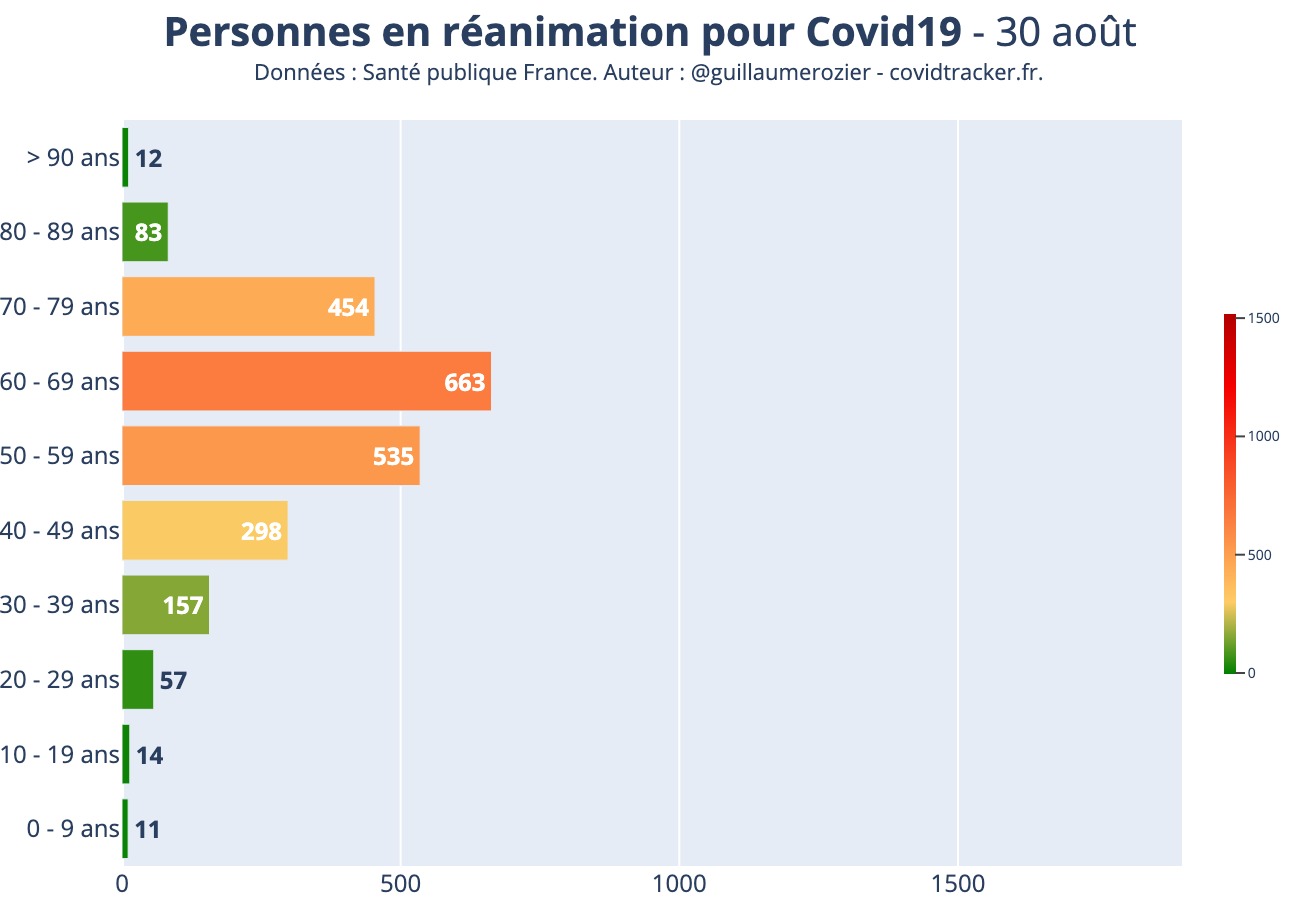 Personnes en réanimation pour Covid19 - 30 août
Données : Santé publique France. Auteur : @guillaumerozier - covidtracker.fr.
> 90 ans 12
80 - 89 ans 83
70 - 79 ans 454
60 - 69 ans 663
50 - 59 ans 535
40 - 49 ans 298
30 - 39 ans 157
20 - 29 ans 57
10 - 19 ans 14
0 - 9 ans 11
0 500 1000 1500
1500
1000
500
0